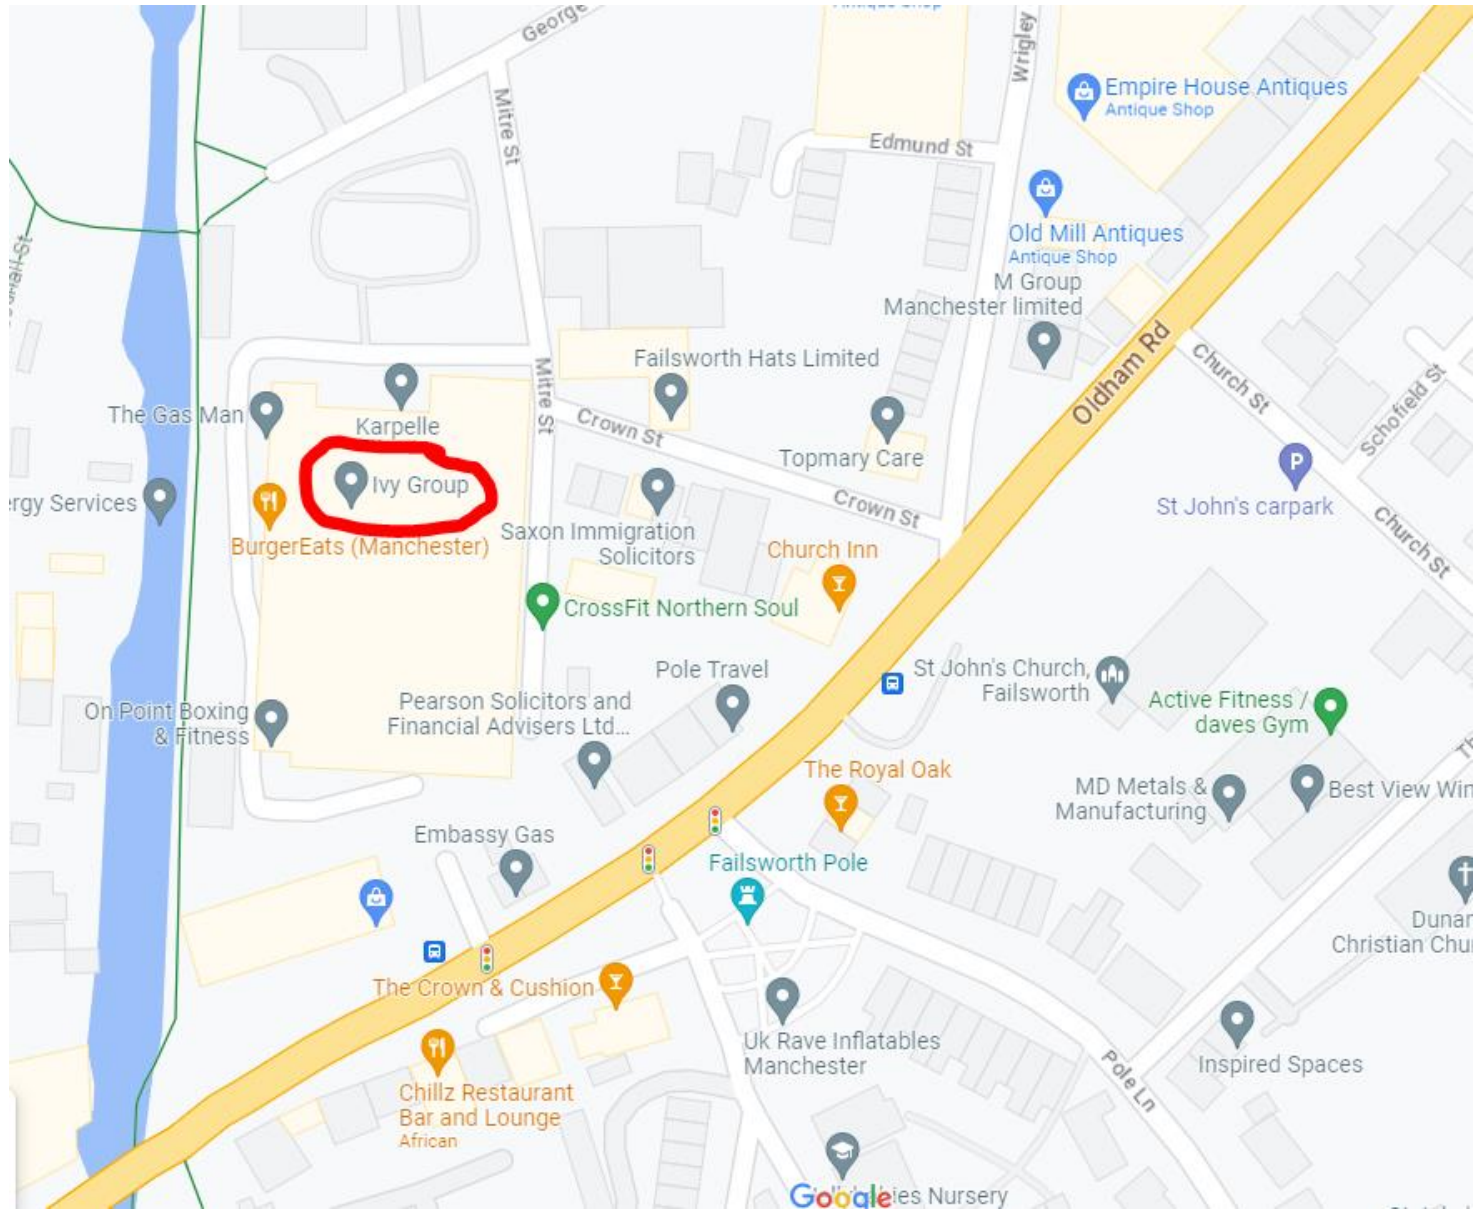 Antique Shop
George
Wrigley
Mitre St
Empire House Antiques
Antique Shop
Edmund St
Old Mill Antiques
Antique Shop
M Group
Manchester limited
Oldham Rd
Church St
Schofield St
Failsworth Hats Limited
Mitre St
Karpelle
The Gas Man
Crown St
Topmary Care
P
St John's carpark
Ivy Group
ergy Services
BurgerEats (Manchester)
Saxon Immigration
Solicitors
Crown St
Church St
Church Inn
CrossFit Northern Soul
Pole Travel
St John's Church,
Failsworth
Active Fitness /
daves Gym
On Point Boxing
& Fitness
Pearson Solicitors and
Financial Advisers Ltd...
The Royal Oak
MD Metals &
Manufacturing
Best View Win
Th
Embassy Gas
Failsworth Pole
Dunar
Christian Chu
The Crown & Cushion
Uk Rave Inflatables
Manchester
Inspired Spaces
Pole Ln
Chillz Restaurant
Bar and Lounge
African
Google
ies Nursery